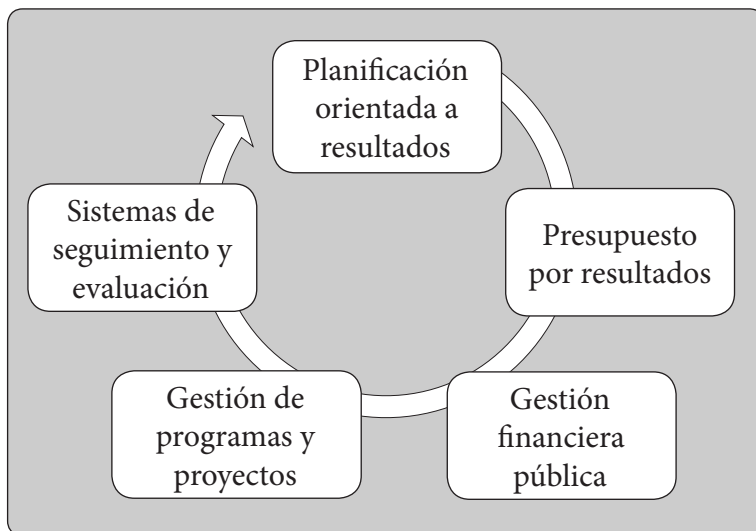 Planificación
orientada a
resultados
Presupuesto
por resultados
Gestión
financiera
pública
Gestión de
programas y
proyectos
Sistemas de
seguimiento y
evaluación